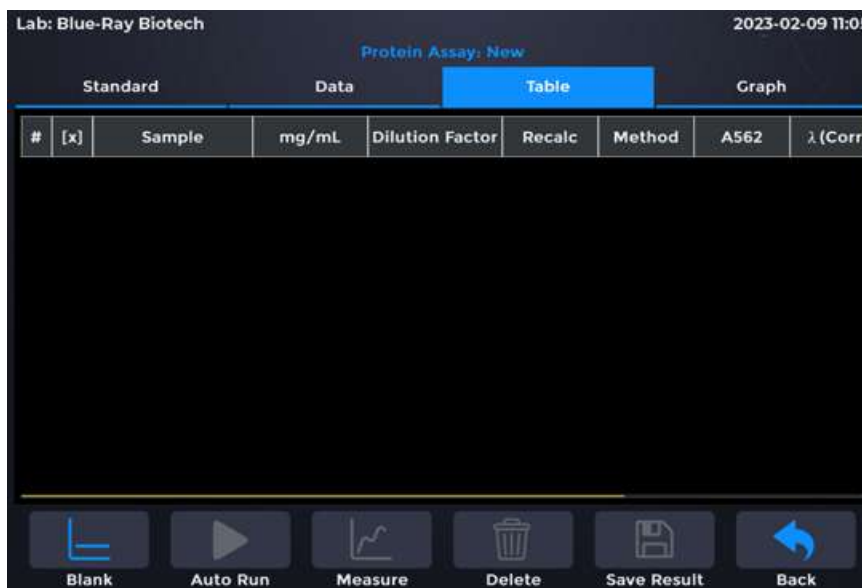 Lab: Blue-Ray Biotech 2023-02-09 11:05
Protein Assay: New
Standard Data Table Graph
# [x] Sample mg/mL Dilution Factor Recalc Method A562 λ (Corr
Blank Auto Run Measure Delete Save Result Back